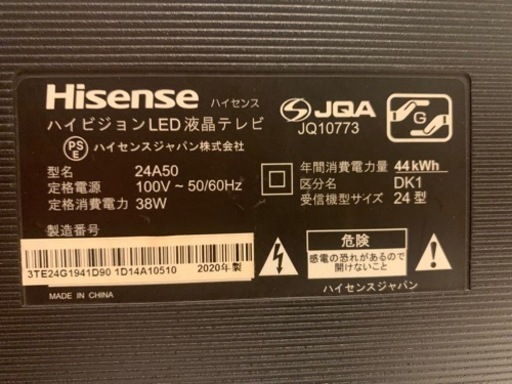 Hisense ハイセンス
ハイビジョンLED液晶テレビ
PS
E ハイセンスジャパン株式会社
型名 24A50
定格電源 100V ~ 50/60Hz
定格消費電力 38W
製造番号
3TE24G1941D90 1D14A10510 2020年製
MADE IN CHINA
JQA
JQ10773
G
年間消費電力量 44kWh
区分名 DK1
受信機型サイズ 24型
危険
感電の恐れがあるので
開けないこと
ハイセンスジャパン